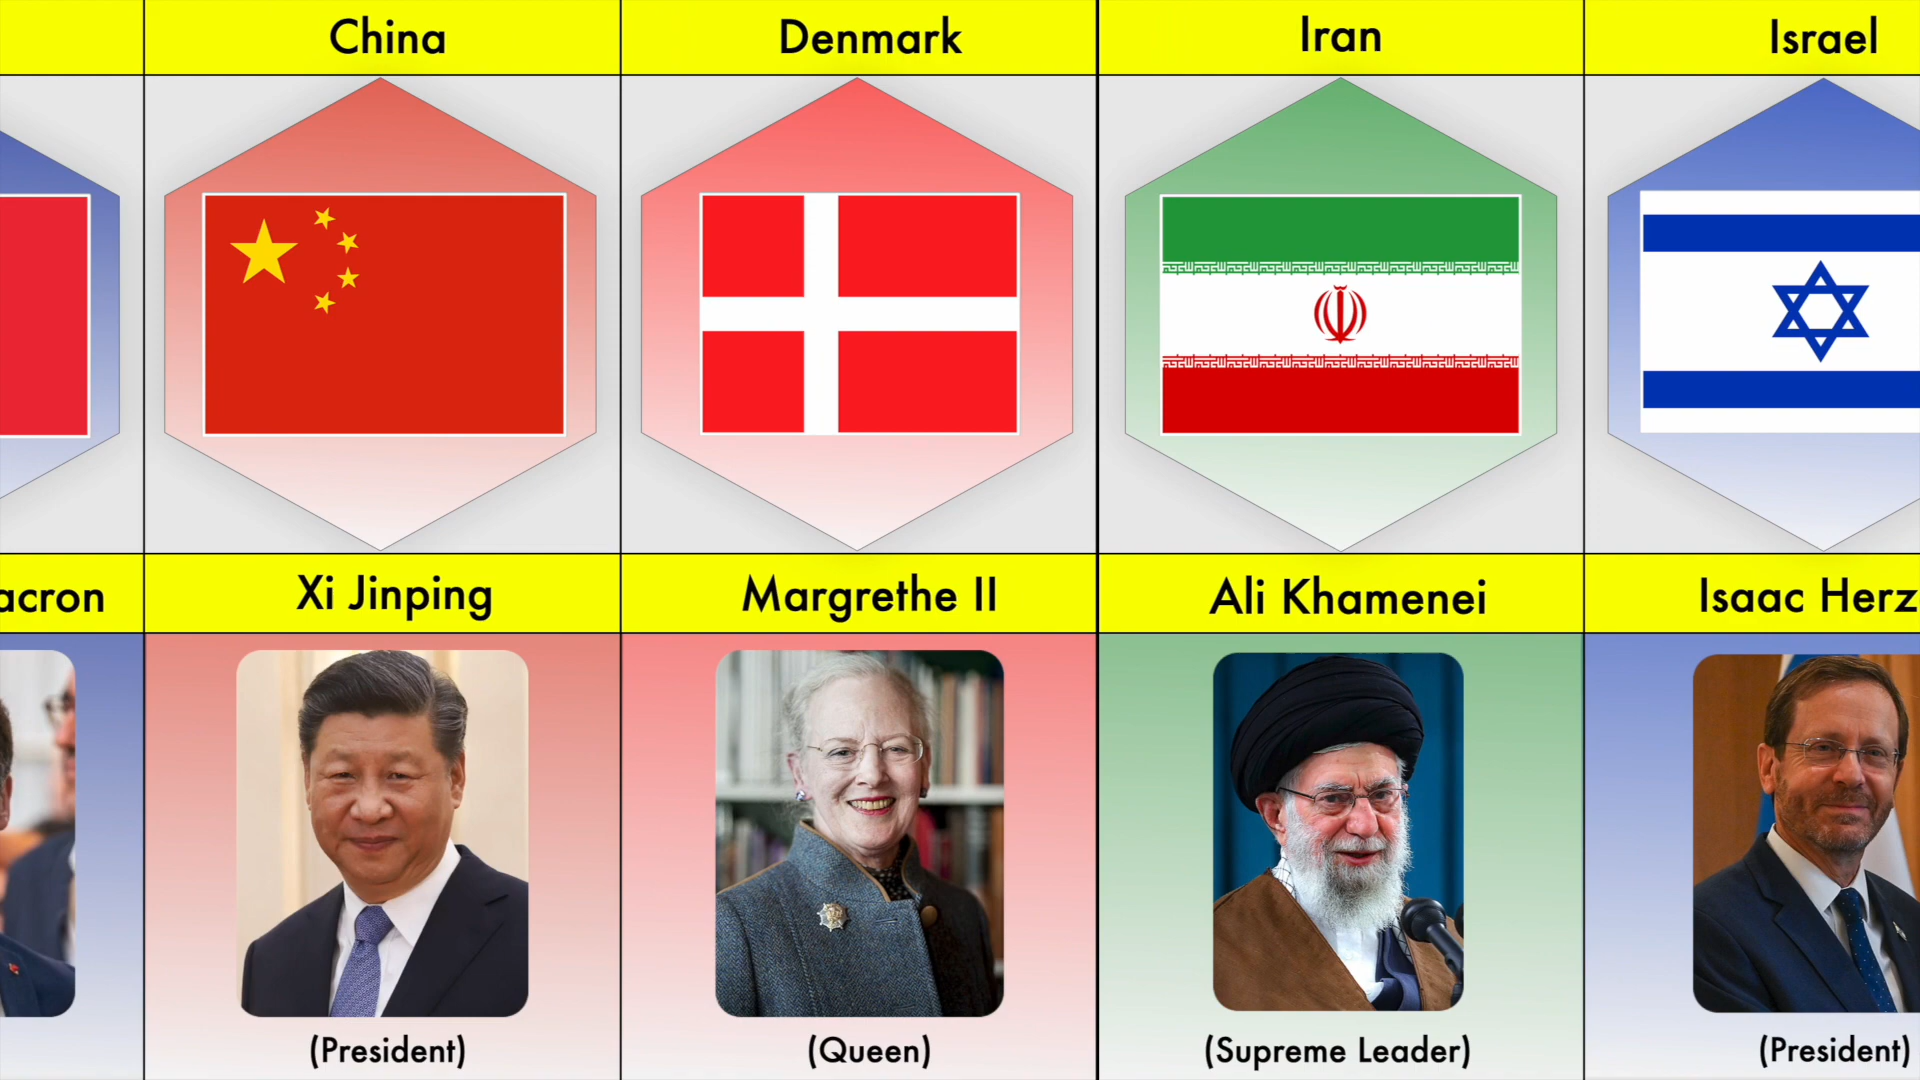 China
Denmark
Iran
Israel
acron
Xi Jinping
Margrethe II
Ali Khamenei
Isaac Herz
(President)
(Queen)
(Supreme Leader)
(President)